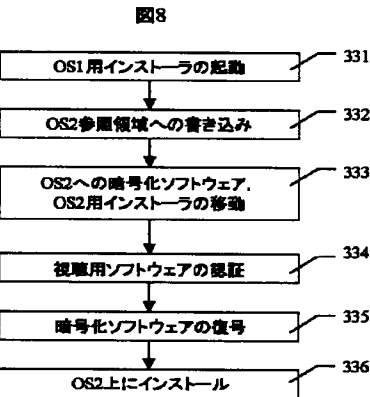 図8
OS1用インストーラの起動
331
OS2参照領域への書き込み
332
OS2への暗号化ソフトウェア,
OS2用インストーラの移動
333
視聴用ソフトウェアの認証
334
暗号化ソフトウェアの復号
335
OS2上にインストール
336